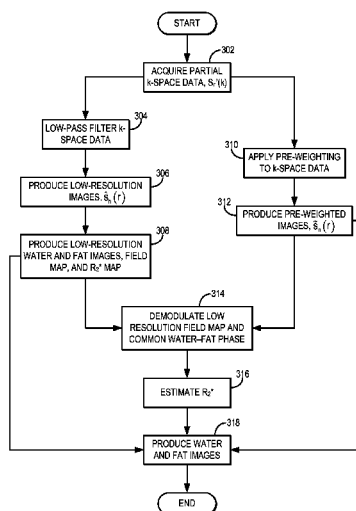 START
302
ACQUIRE PARTIAL
k-SPACE DATA, Sₙ'(k)
304
LOW-PASS FILTER k-
SPACE DATA
310
APPLY PRE-WEIGHTING
TO k-SPACE DATA
306
PRODUCE LOW-RESOLUTION
IMAGES, ŝₙ(r)
312
PRODUCE PRE-WEIGHTED
IMAGES, s̃ₙ(r)
308
PRODUCE LOW-RESOLUTION
WATER AND FAT IMAGES, FIELD
MAP, AND R₂* MAP
314
DEMODULATE LOW
RESOLUTION FIELD MAP AND
COMMON WATER–FAT PHASE
316
ESTIMATE R₂*
318
PRODUCE WATER
AND FAT IMAGES
END